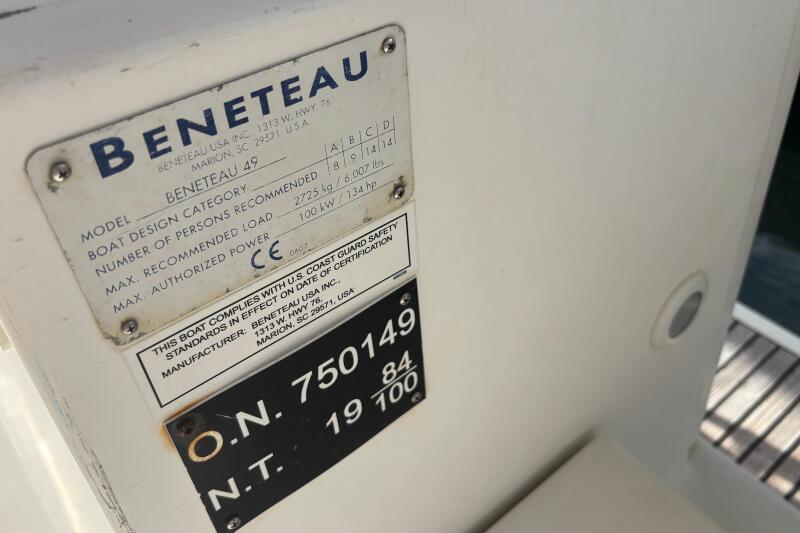 BENETEAU
BENETEAU USA INC., 1313 W. HWY. 76
MARION, SC 29571 U.S.A.
MODEL BENETEAU 49
BOAT DESIGN CATEGORY A B C D
NUMBER OF PERSONS RECOMMENDED 8 9 14 14
MAX. RECOMMENDED LOAD 2725 kg / 6,007 lbs
MAX. AUTHORIZED POWER 100 kW / 134 hp
CE 0607
THIS BOAT COMPLIES WITH U.S. COAST GUARD SAFETY
STANDARDS IN EFFECT ON DATE OF CERTIFICATION
MANUFACTURER: BENETEAU USA INC.,
1313 W. HWY 76,
MARION, SC 29571, USA
O.N. 750149
N.T. 19 84/100